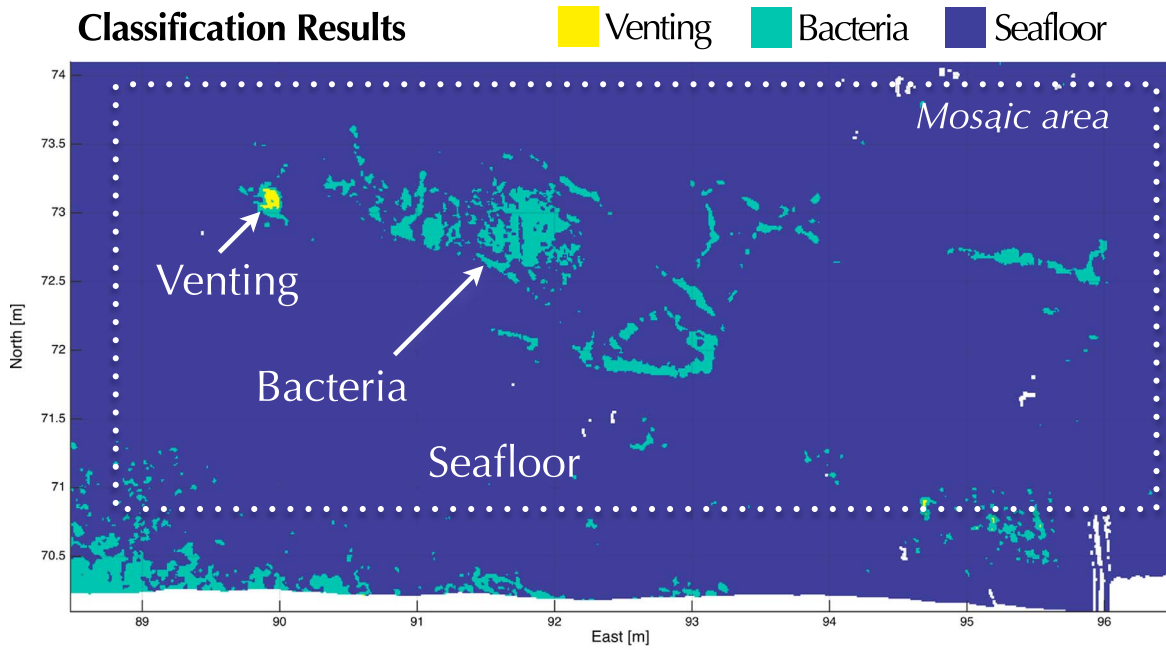 Classification Results
Venting
Bacteria
Seafloor
74
73.5
73
72.5
72
71.5
71
70.5
North [m]
Mosaic area
Venting
Bacteria
Seafloor
89
90
91
92
93
94
95
96
East [m]